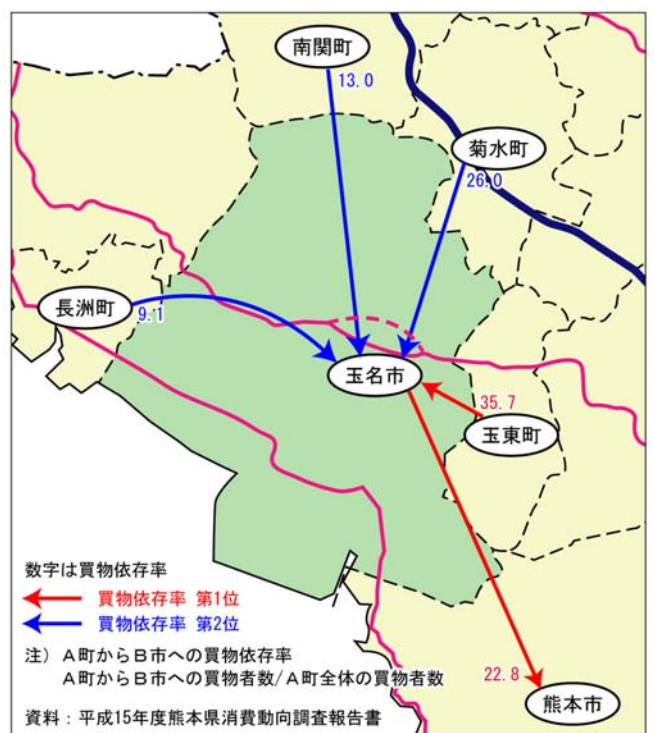 南関町
13.0
菊水町
26.0
長洲町
9.1
玉名市
35.7
玉東町
数字は買物依存率
買物依存率 第1位
買物依存率 第2位
注） A町からB市への買物依存率
A町からB市への買物者数/A町全体の買物者数
22.8
熊本市
資料：平成15年度熊本県消費動向調査報告書